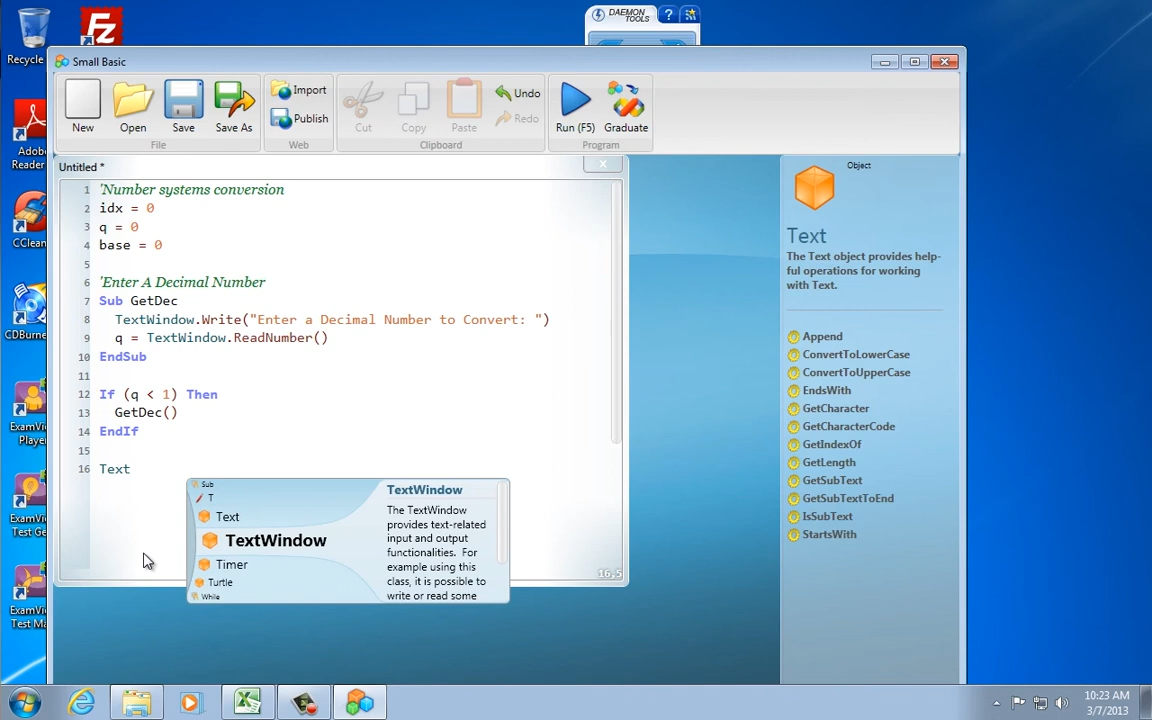 DAEMON
TOOLS
?
Recycle
FZ
Small Basic
New
Open
Save
Save As
Import
Publish
Cut
Copy
Paste
Undo
Redo
Run (F5)
Graduate
File
Web
Clipboard
Program
Adob
Reader
CClean
CDBurne
ExamVi
Player
ExamVi
Test Ge
ExamVi
Test Ma
Untitled *
1 'Number systems conversion
2 idx = 0
3 q = 0
4 base = 0
5
6 'Enter A Decimal Number
7 Sub GetDec
8 TextWindow.Write("Enter a Decimal Number to Convert: ")
9 q = TextWindow.ReadNumber()
10 EndSub
11
12 If (q < 1) Then
13 GetDec()
14 EndIf
15
16 Text
Sub
T
Text
TextWindow
Timer
Turtle
While
TextWindow
The TextWindow
provides text-related
input and output
functionalities. For
example using this
class, it is possible to
write or read some
16,5
Object
Text
The Text object provides help-
ful operations for working
with Text.
Append
ConvertToLowerCase
ConvertToUpperCase
EndsWith
GetCharacter
GetCharacterCode
GetIndexOf
GetLength
GetSubText
GetSubTextToEnd
IsSubText
StartsWith
10:23 AM
3/7/2013